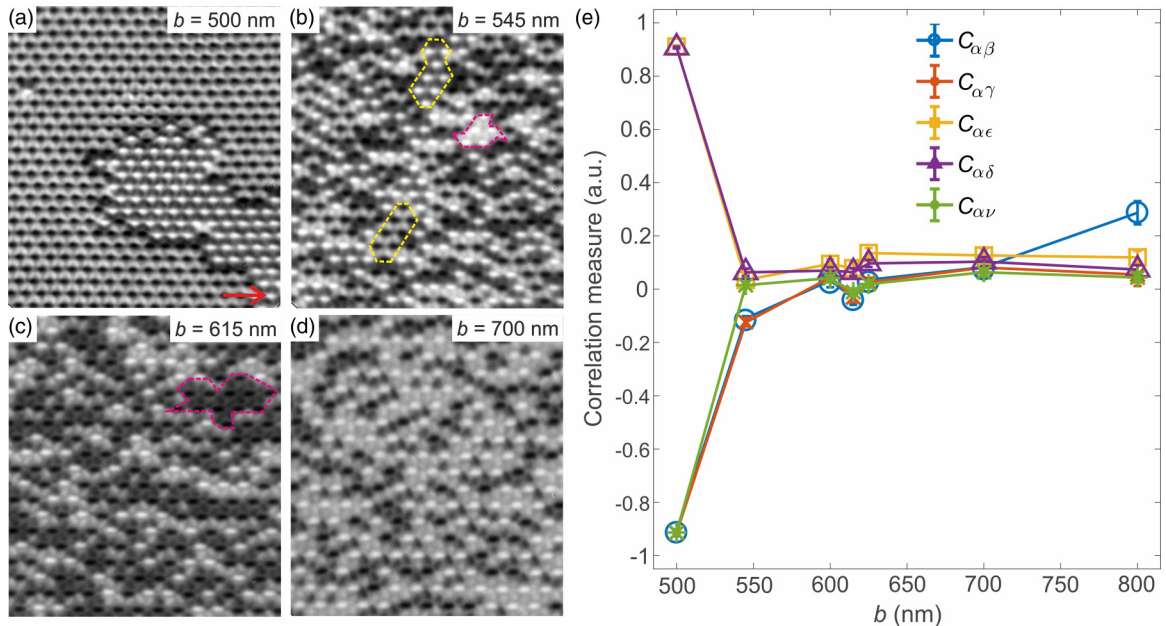 (a)
b = 500 nm
(b)
b = 545 nm
(c)
b = 615 nm
(d)
b = 700 nm
(e)
Correlation measure (a.u.)
1
0.8
0.6
0.4
0.2
0
-0.2
-0.4
-0.6
-0.8
-1
Cαβ
Cαγ
Cαϵ
Cαδ
Cαν
500
550
600
650
700
750
800
b (nm)